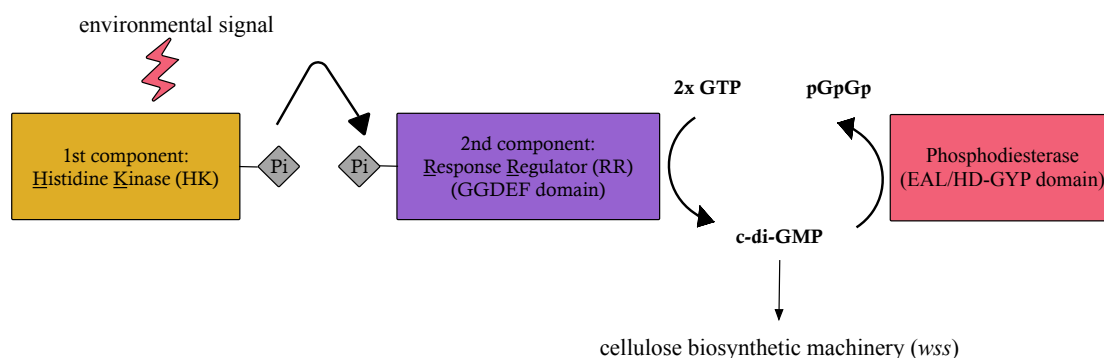 environmental signal
1st component:
Histidine Kinase (HK)
Pi
Pi
2nd component:
Response Regulator (RR)
(GGDEF domain)
2x GTP
pGpGp
c-di-GMP
Phosphodiesterase
(EAL/HD-GYP domain)
cellulose biosynthetic machinery (wss)